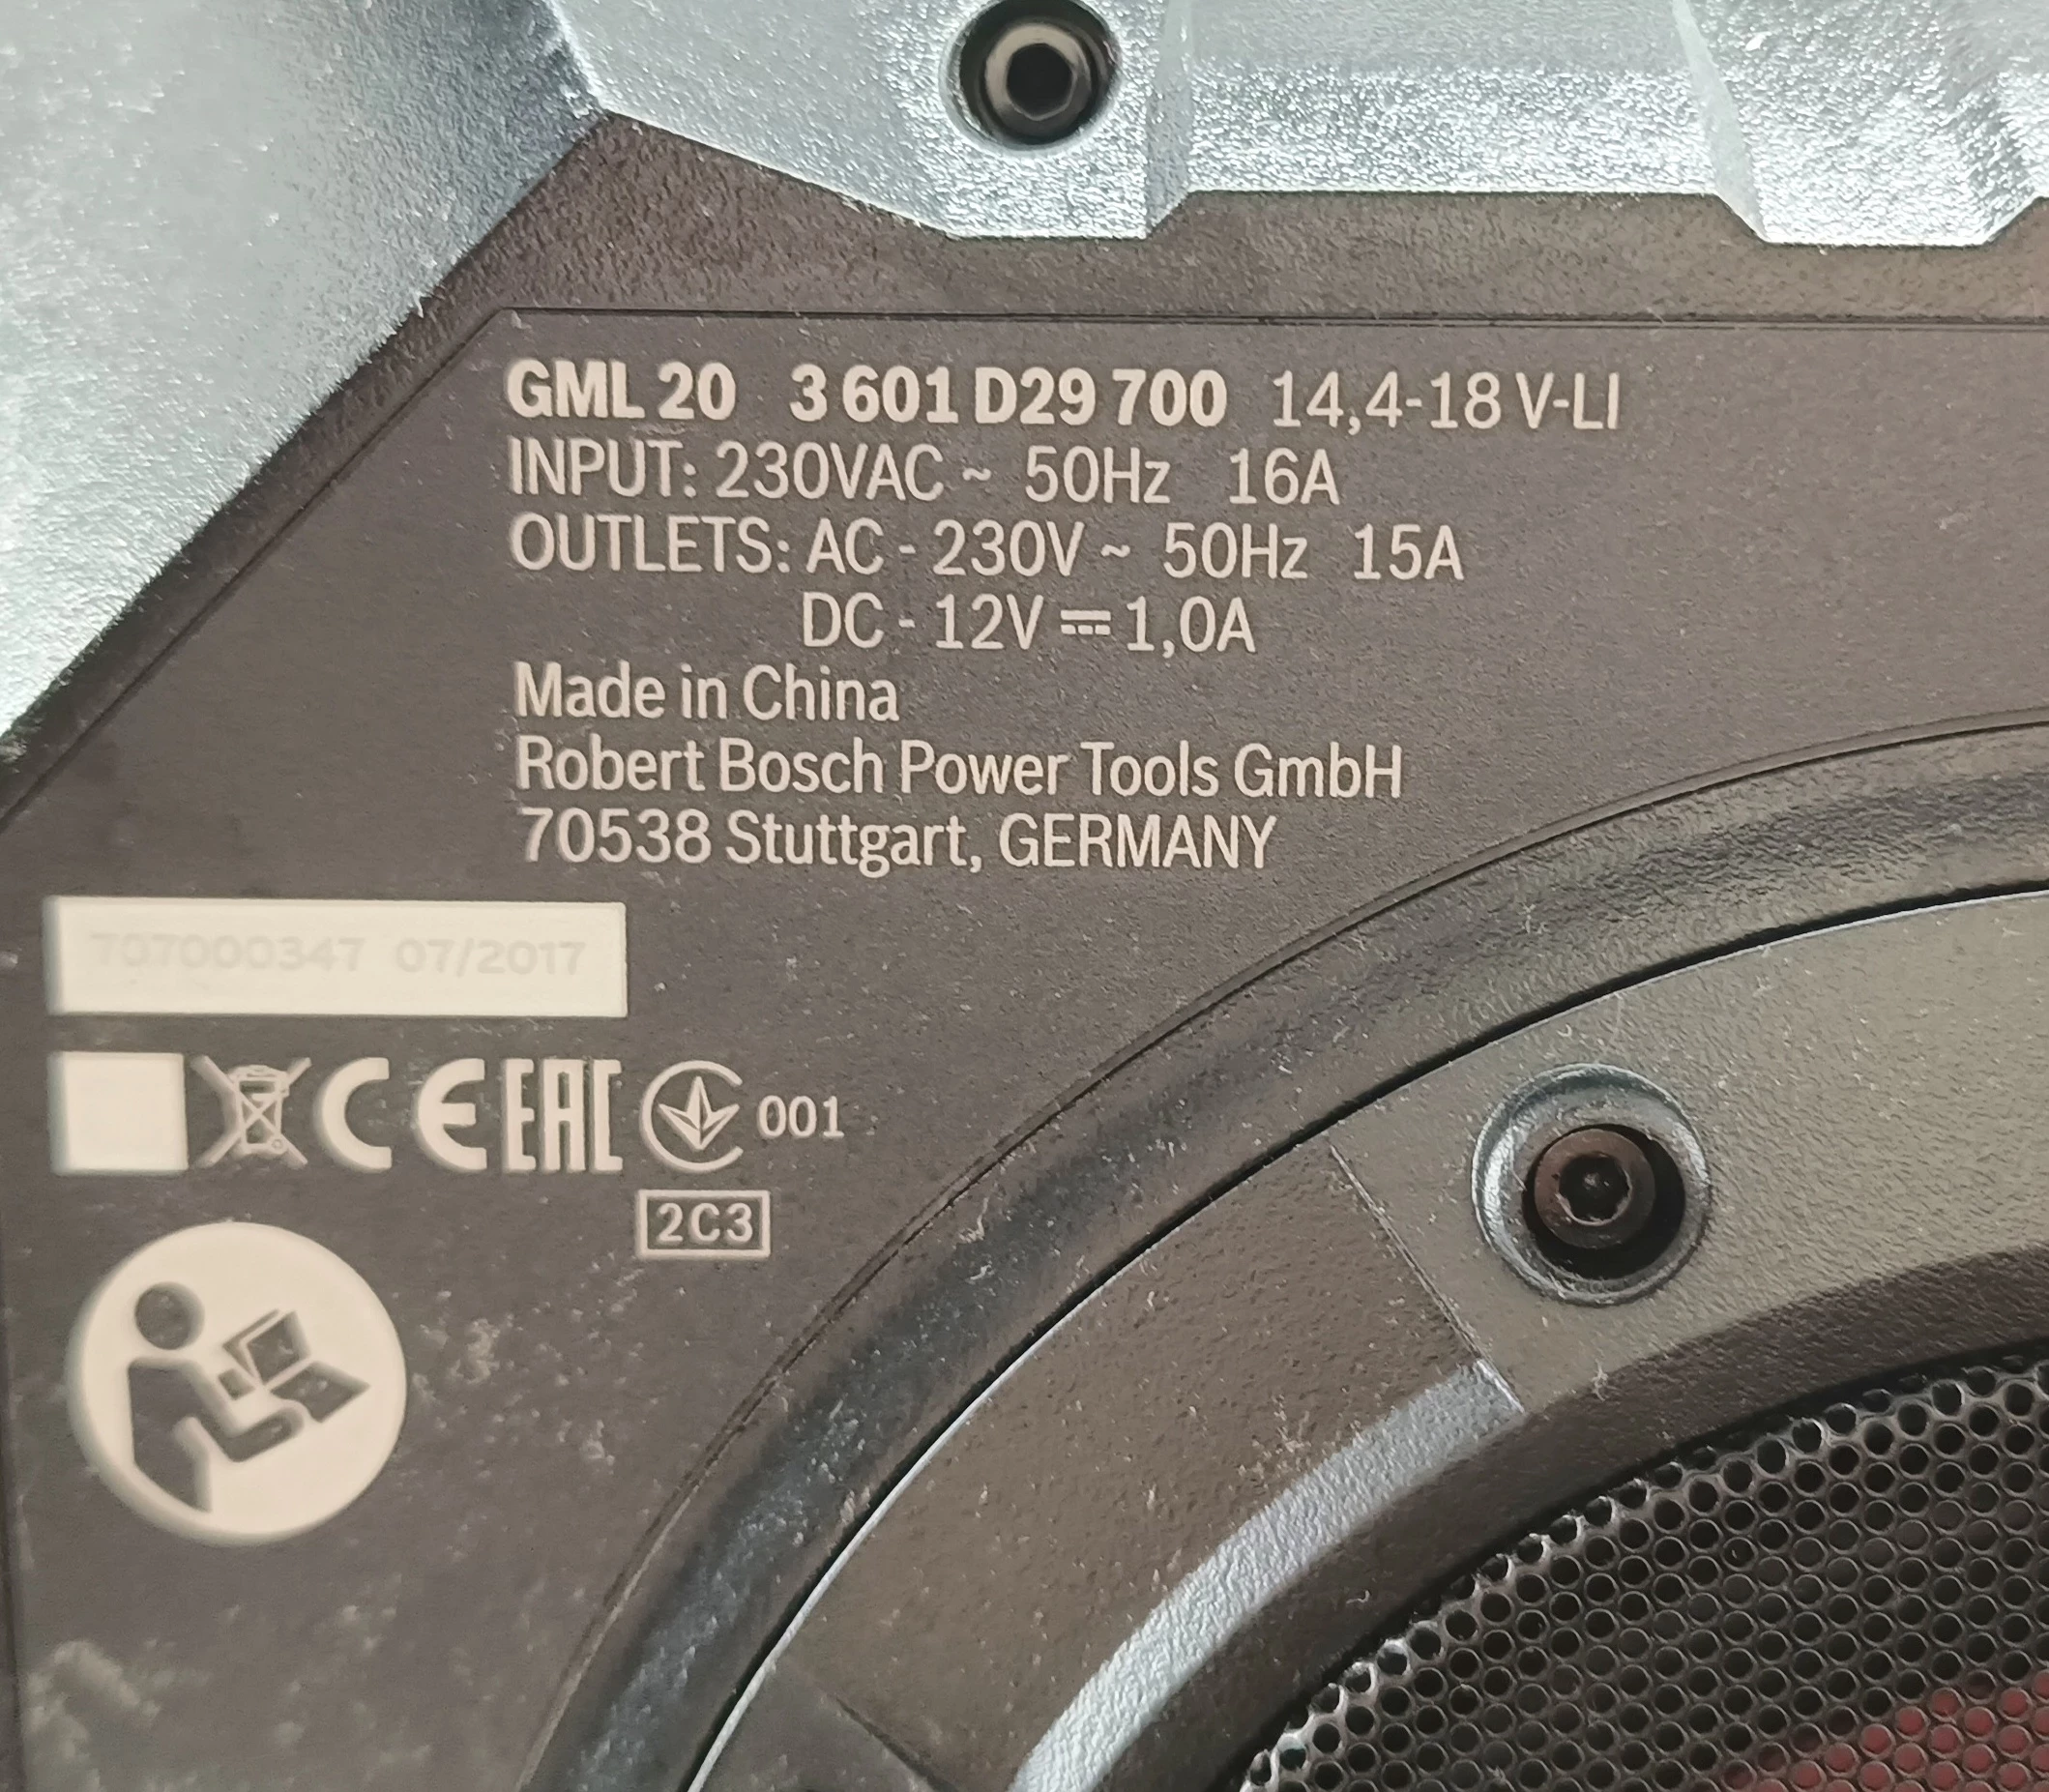 GML 20 3 601 D29 700 14,4-18 V-LI
INPUT: 230VAC ~ 50Hz 16A
OUTLETS: AC - 230V ~ 50Hz 15A
DC - 12V ⎓ 1,0A
Made in China
Robert Bosch Power Tools GmbH
70538 Stuttgart, GERMANY
707000347 07/2017
CE EAC 001
2C3